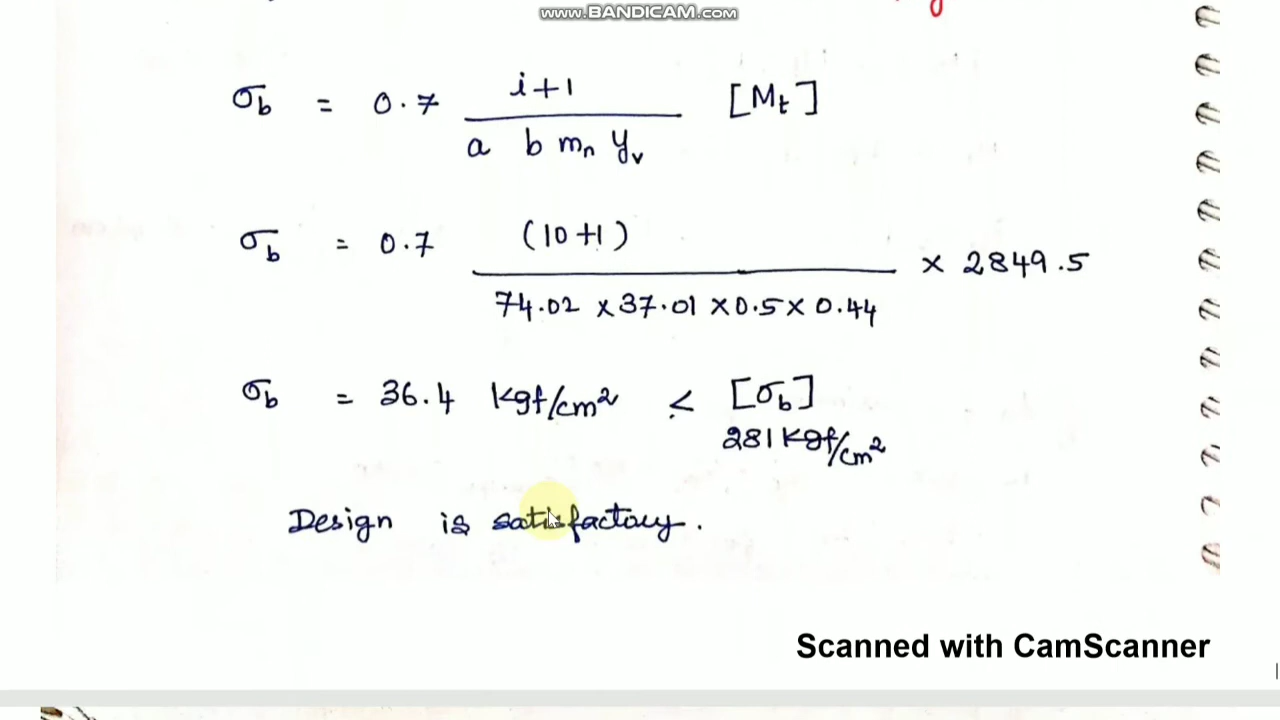 www.BANDICAM.com
σb = 0.7 i+1 / a b mn yv [Mt]
σb = 0.7 (10+1) / 74.02 x 37.01 x 0.5 x 0.44 x 2849.5
σb = 36.4 kgf/cm² < [σb]
281 kgf/cm²
Design is satisfactory.
Scanned with CamScanner